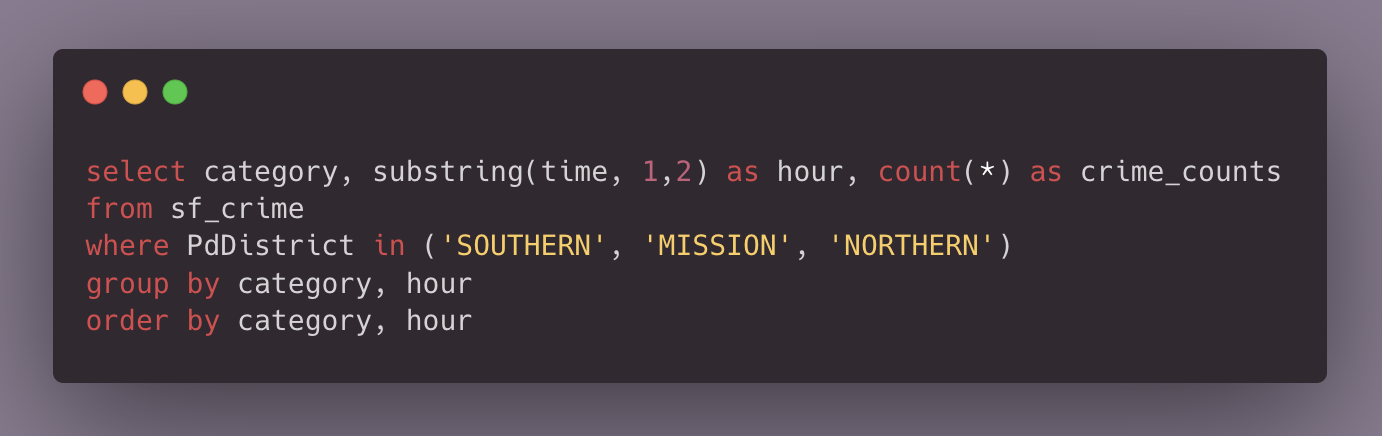 select category, substring(time, 1,2) as hour, count(*) as crime_counts
from sf_crime
where PdDistrict in ('SOUTHERN', 'MISSION', 'NORTHERN')
group by category, hour
order by category, hour